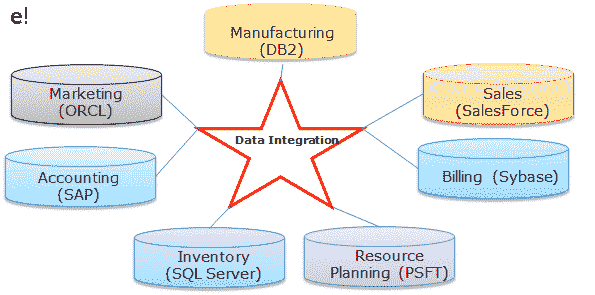 e!
Manufacturing
(DB2)
Marketing
(ORCL)
Sales
(SalesForce)
Data Integration
Accounting
(SAP)
Billing (Sybase)
Inventory
(SQL Server)
Resource
Planning (PSFT)